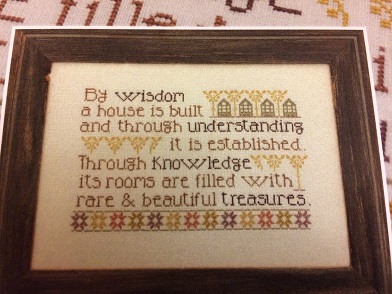 By wisdom
a house is built
and through understanding
it is established.
Through Knowledge
its rooms are filled with
rare & beautiful treasures.